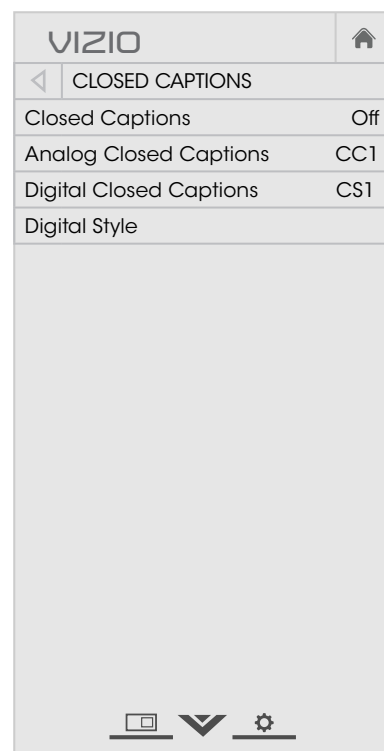 VIZIO
CLOSED CAPTIONS
Closed Captions Off
Analog Closed Captions CC1
Digital Closed Captions CS1
Digital Style